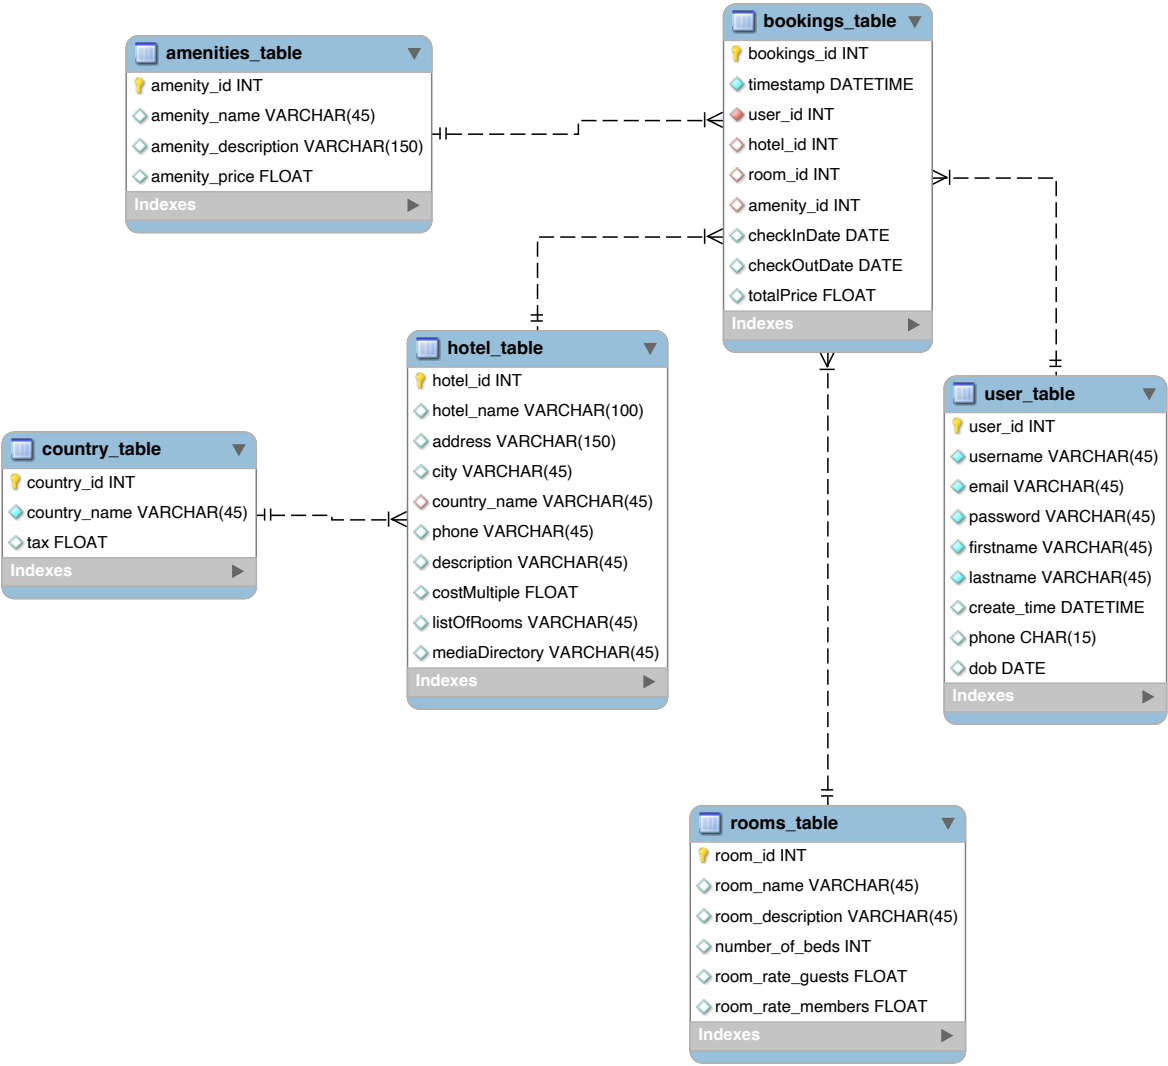 amenities_table
amenity_id INT
amenity_name VARCHAR(45)
amenity_description VARCHAR(150)
amenity_price FLOAT
Indexes
bookings_table
bookings_id INT
timestamp DATETIME
user_id INT
hotel_id INT
room_id INT
amenity_id INT
checkInDate DATE
checkOutDate DATE
totalPrice FLOAT
Indexes
hotel_table
hotel_id INT
hotel_name VARCHAR(100)
address VARCHAR(150)
city VARCHAR(45)
country_name VARCHAR(45)
phone VARCHAR(45)
description VARCHAR(45)
costMultiple FLOAT
listOfRooms VARCHAR(45)
mediaDirectory VARCHAR(45)
Indexes
country_table
country_id INT
country_name VARCHAR(45)
tax FLOAT
Indexes
user_table
user_id INT
username VARCHAR(45)
email VARCHAR(45)
password VARCHAR(45)
firstname VARCHAR(45)
lastname VARCHAR(45)
create_time DATETIME
phone CHAR(15)
dob DATE
Indexes
rooms_table
room_id INT
room_name VARCHAR(45)
room_description VARCHAR(45)
number_of_beds INT
room_rate_guests FLOAT
room_rate_members FLOAT
Indexes